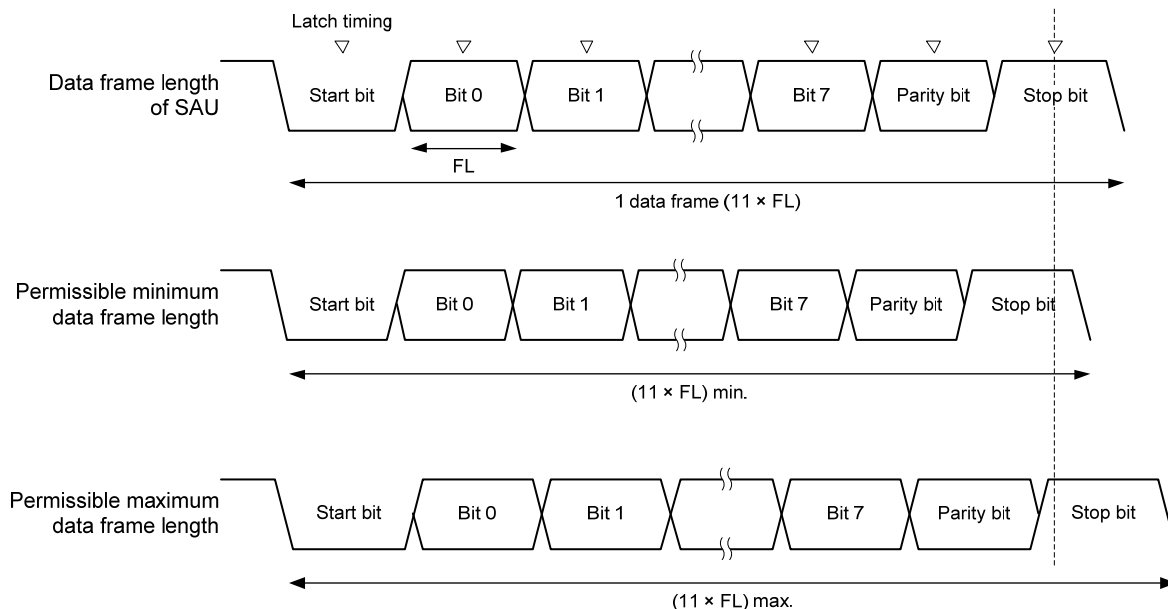 Latch timing
Data frame length
of SAU
Start bit
Bit 0
Bit 1
Bit 7
Parity bit
Stop bit
FL
1 data frame (11 × FL)
Permissible minimum
data frame length
Start bit
Bit 0
Bit 1
Bit 7
Parity bit
Stop bit
(11 × FL) min.
Permissible maximum
data frame length
Start bit
Bit 0
Bit 1
Bit 7
Parity bit
Stop bit
(11 × FL) max.